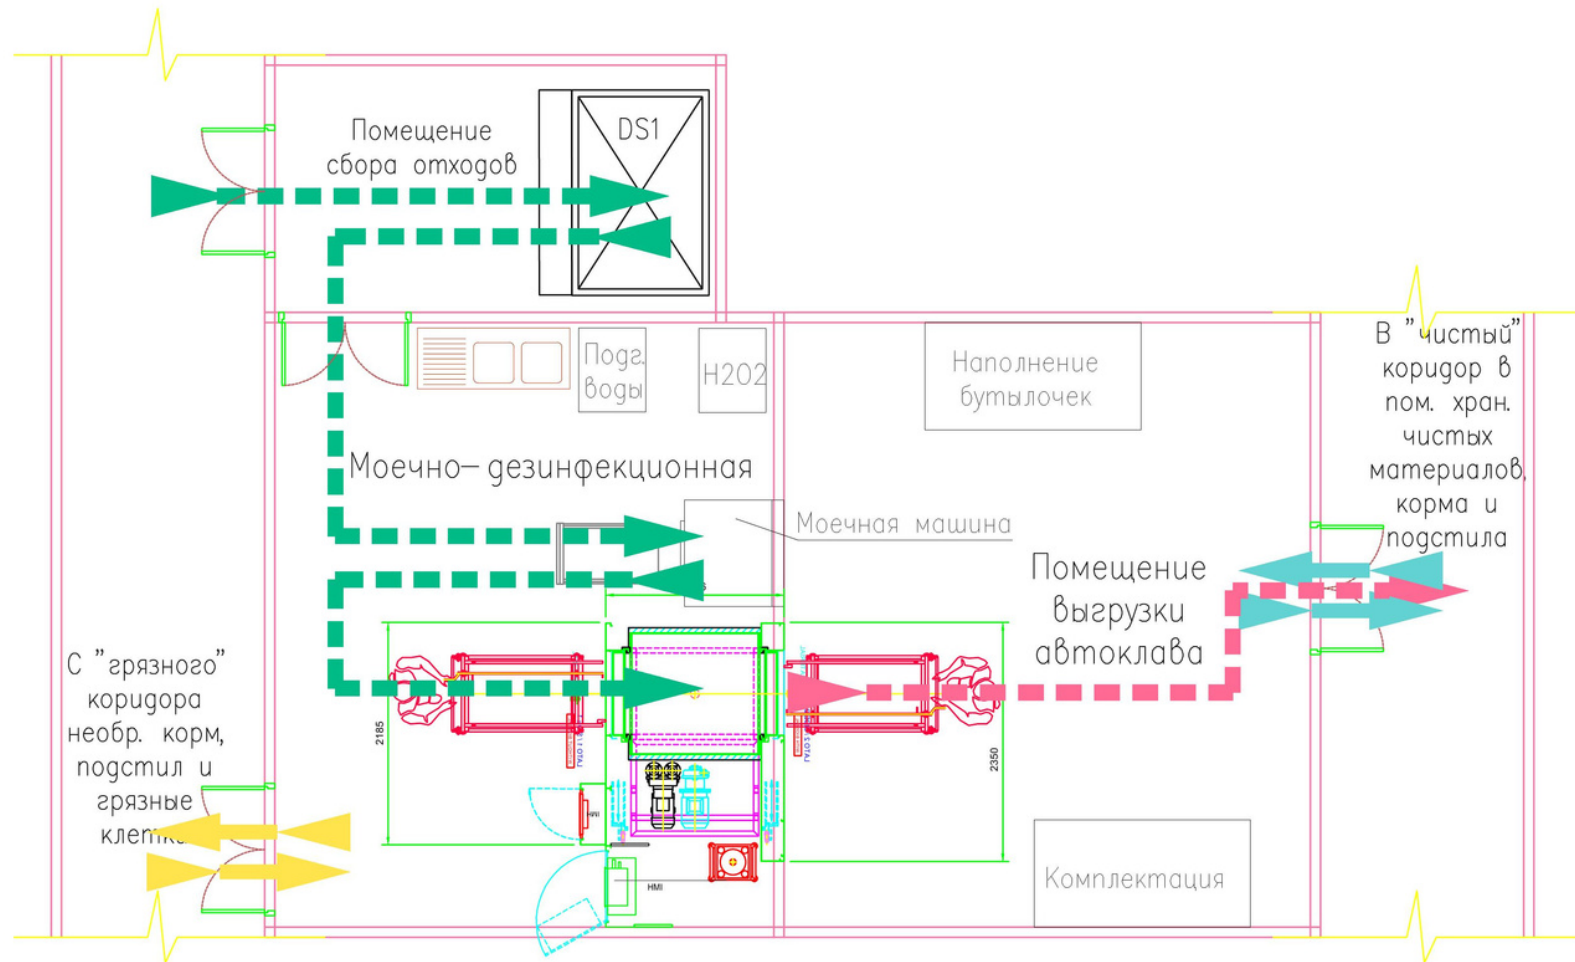 Помещение
сбора отходов
DS1
Подг.
воды
H2O2
Наполнение
бутылочек
В "чистый"
коридор в
пом. хран.
чистых
материалов,
корма и
подстила
Моечно-дезинфекционная
Моечная машина
Помещение
выгрузки
автоклава
С "грязного"
коридора
необр. корм,
подстил и
грязные
2185
2350
HMI
HMI
Комплектация